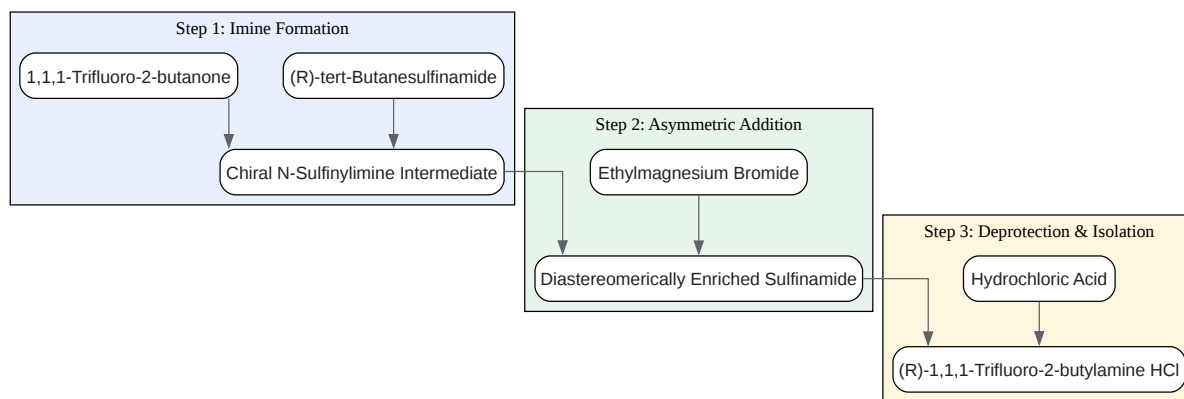 Step 1: Imine Formation
1,1,1-Trifluoro-2-butanone
(R)-tert-Butanesulfinamide
Chiral N-Sulfinylimine Intermediate
Step 2: Asymmetric Addition
Ethylmagnesium Bromide
Diastereomerically Enriched Sulfinamide
Step 3: Deprotection & Isolation
Hydrochloric Acid
(R)-1,1,1-Trifluoro-2-butylamine HCl